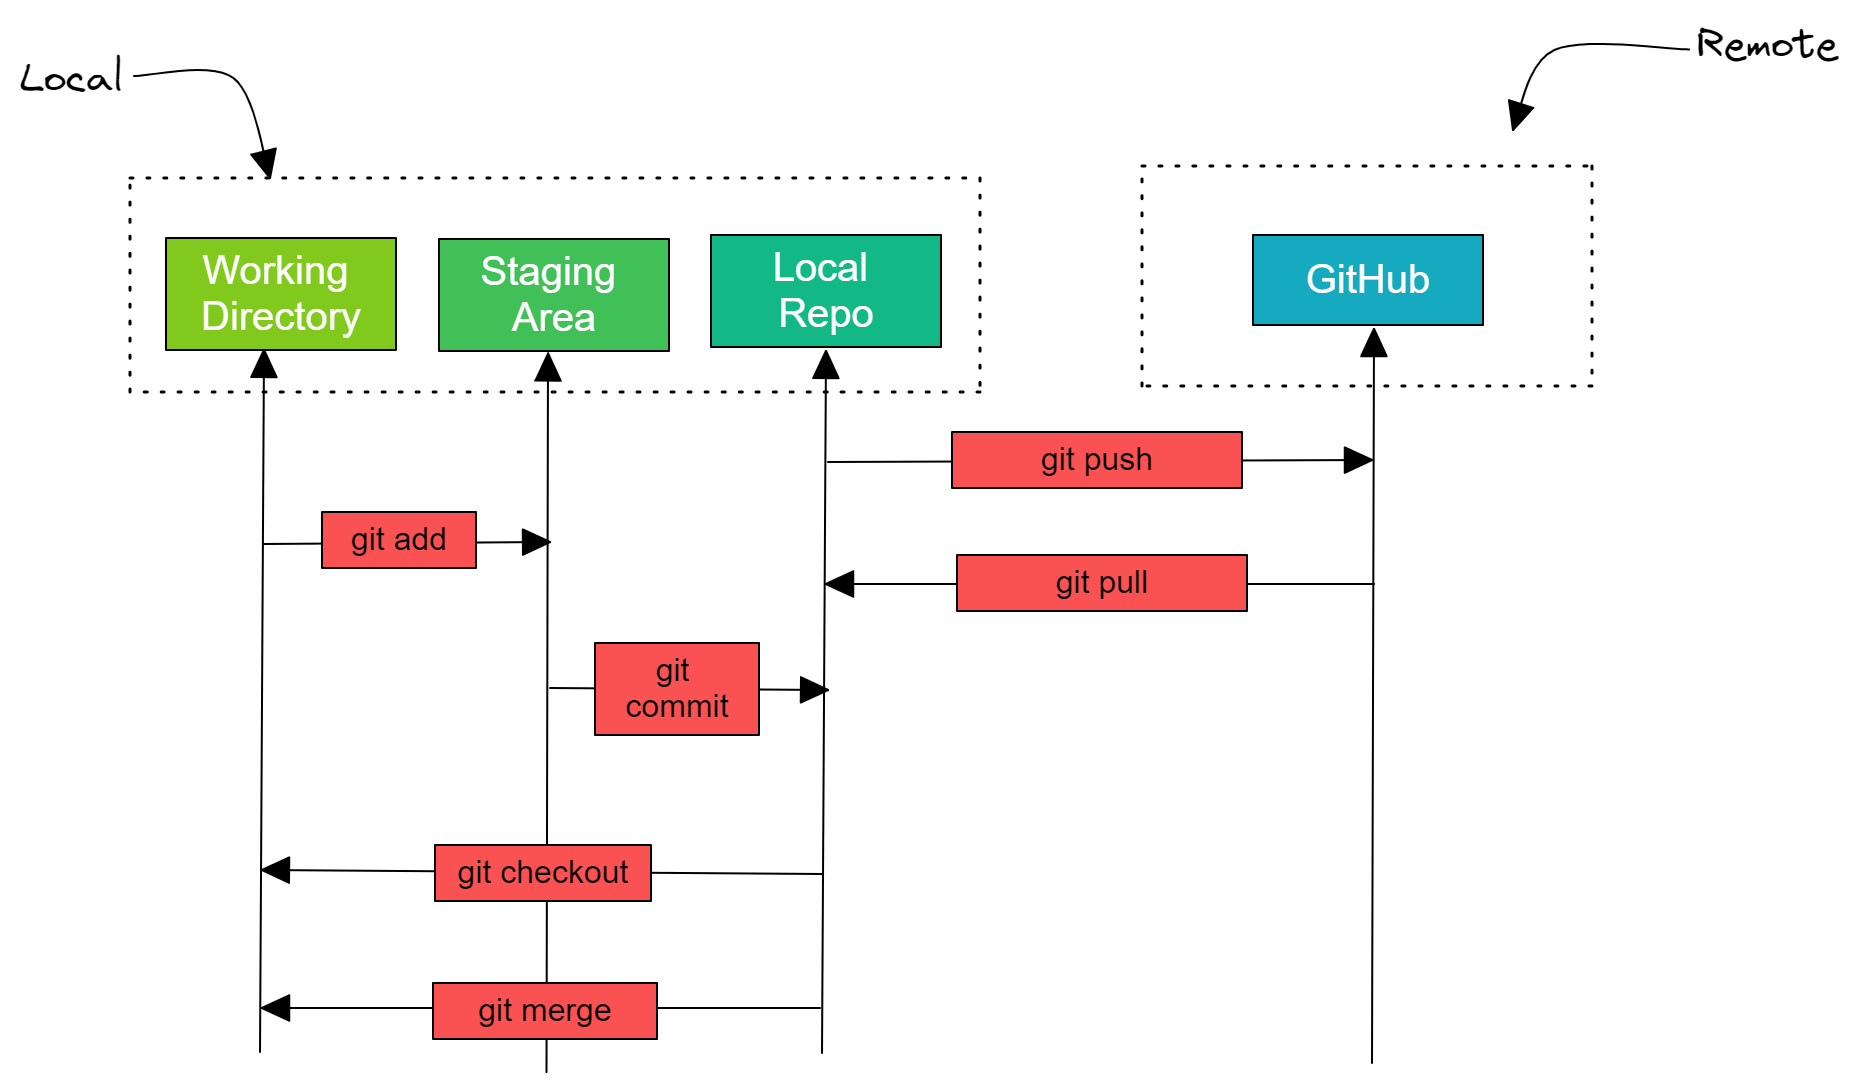 Local
Remote
Working
Directory
Staging
Area
Local
Repo
GitHub
git push
git add
git pull
git
commit
git checkout
git merge